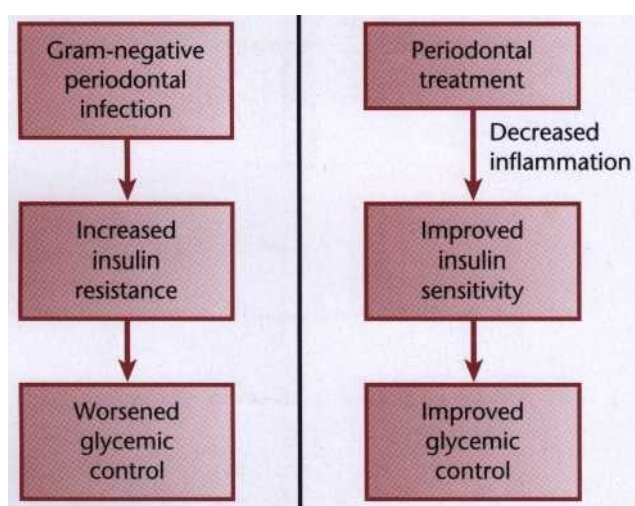 Gram-negative
periodontal
infection
Increased
insulin
resistance
Worsened
glycemic
control
Periodontal
treatment
Decreased
inflammation
Improved
insulin
sensitivity
Improved
glycemic
control